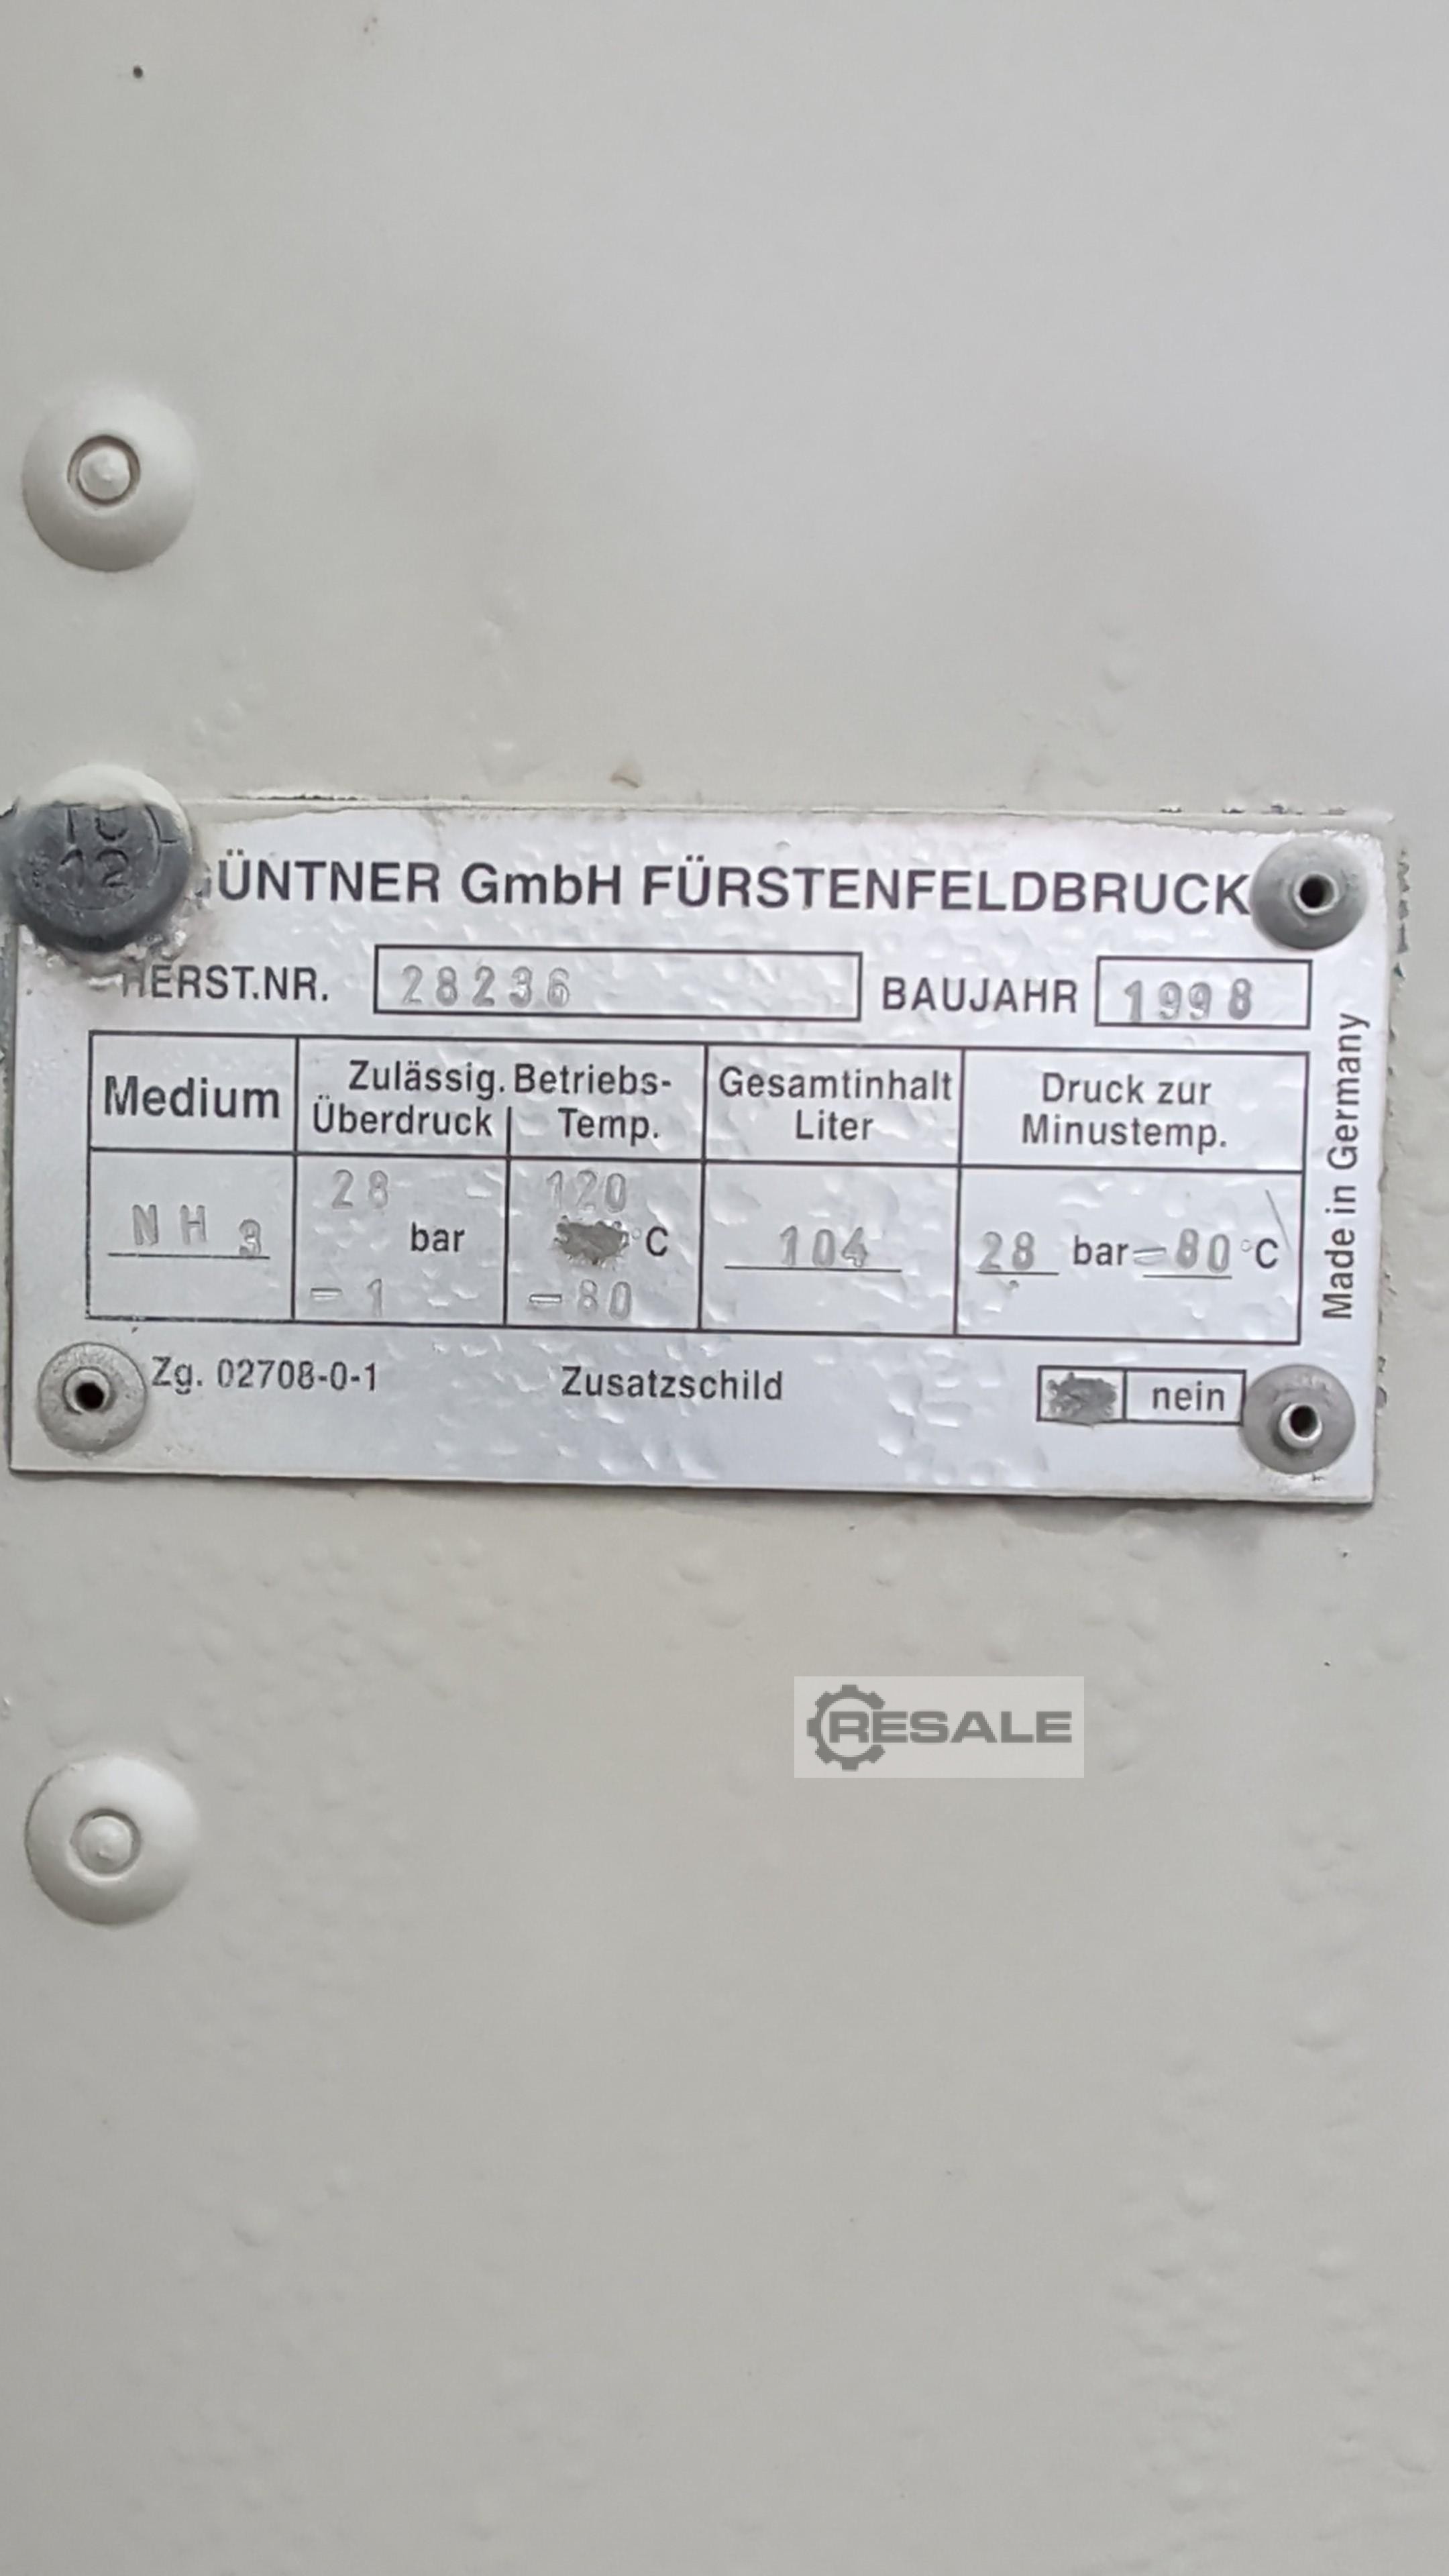 GÜNTNER GmbH FÜRSTENFELDBRUCK
HERST.NR. 28236 BAUJAHR 1998
Medium
Zulässig. Betriebs-
Überdruck Temp.
Gesamtinhalt
Liter
Druck zur
Minustemp.
NH3
28
bar
-1
120
°C
-80
104
28 bar -80 °C
Zg. 02708-0-1 Zusatzschild nein
Made in Germany
RESALE